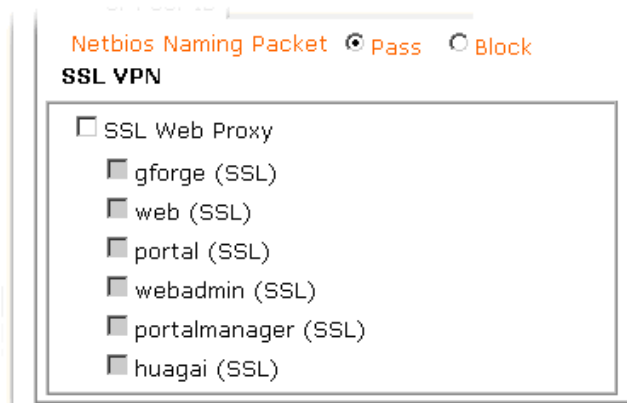 Netbios Naming Packet Pass Block
SSL VPN
SSL Web Proxy
gforge (SSL)
web (SSL)
portal (SSL)
webadmin (SSL)
portalmanager (SSL)
huagai (SSL)